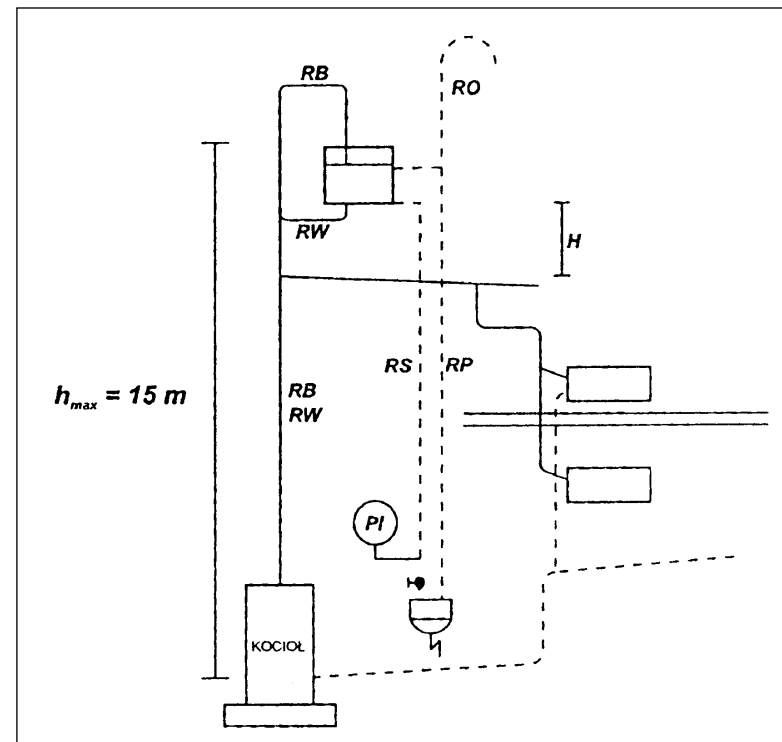 RB
RO
RW
H
h_max = 15 m
RB
RW
RS
RP
PI
KOCIOŁ